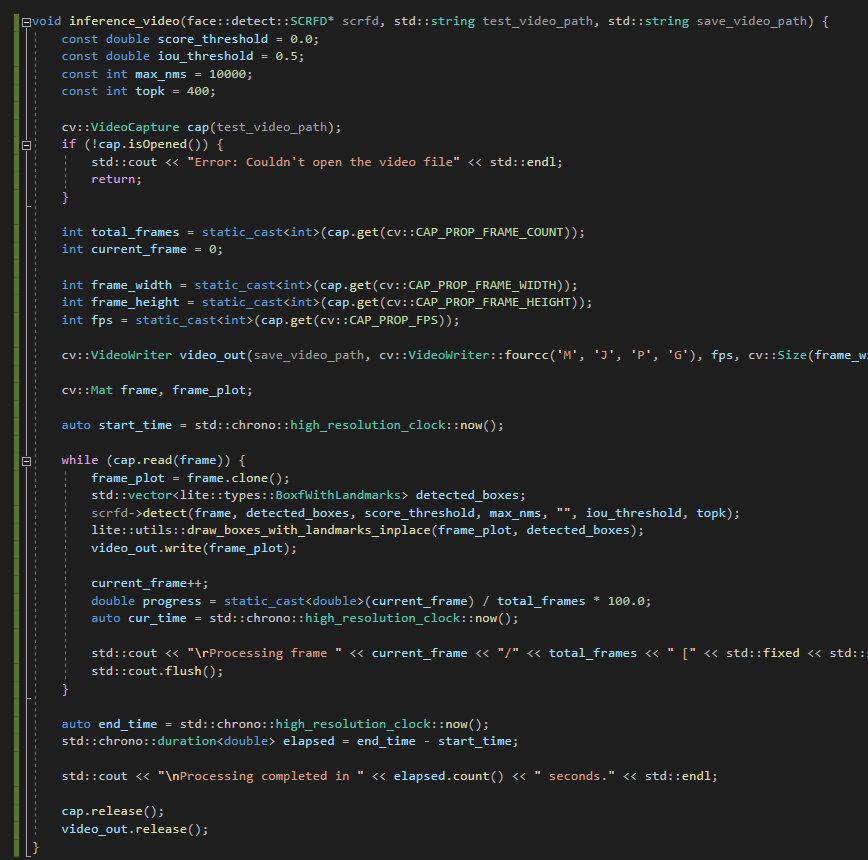 void inference_video(face::detect::SCRFD* scrfd, std::string test_video_path, std::string save_video_path) {
const double score_threshold = 0.0;
const double iou_threshold = 0.5;
const int max_nms = 10000;
const int topk = 400;
cv::VideoCapture cap(test_video_path);
if (!cap.isOpened()) {
std::cout << "Error: Couldn't open the video file" << std::endl;
return;
}
int total_frames = static_cast<int>(cap.get(cv::CAP_PROP_FRAME_COUNT));
int current_frame = 0;
int frame_width = static_cast<int>(cap.get(cv::CAP_PROP_FRAME_WIDTH));
int frame_height = static_cast<int>(cap.get(cv::CAP_PROP_FRAME_HEIGHT));
int fps = static_cast<int>(cap.get(cv::CAP_PROP_FPS));
cv::VideoWriter video_out(save_video_path, cv::VideoWriter::fourcc('M', 'J', 'P', 'G'), fps, cv::Size(frame_w
cv::Mat frame, frame_plot;
auto start_time = std::chrono::high_resolution_clock::now();
while (cap.read(frame)) {
frame_plot = frame.clone();
std::vector<lite::types::BoxfWithLandmarks> detected_boxes;
scrfd->detect(frame, detected_boxes, score_threshold, max_nms, "", iou_threshold, topk);
lite::utils::draw_boxes_with_landmarks_inplace(frame_plot, detected_boxes);
video_out.write(frame_plot);
current_frame++;
double progress = static_cast<double>(current_frame) / total_frames * 100.0;
auto cur_time = std::chrono::high_resolution_clock::now();
std::cout << "\rProcessing frame " << current_frame << "/" << total_frames << " [" << std::fixed << std::
std::cout.flush();
}
auto end_time = std::chrono::high_resolution_clock::now();
std::chrono::duration<double> elapsed = end_time - start_time;
std::cout << "\nProcessing completed in " << elapsed.count() << " seconds." << std::endl;
cap.release();
video_out.release();
}